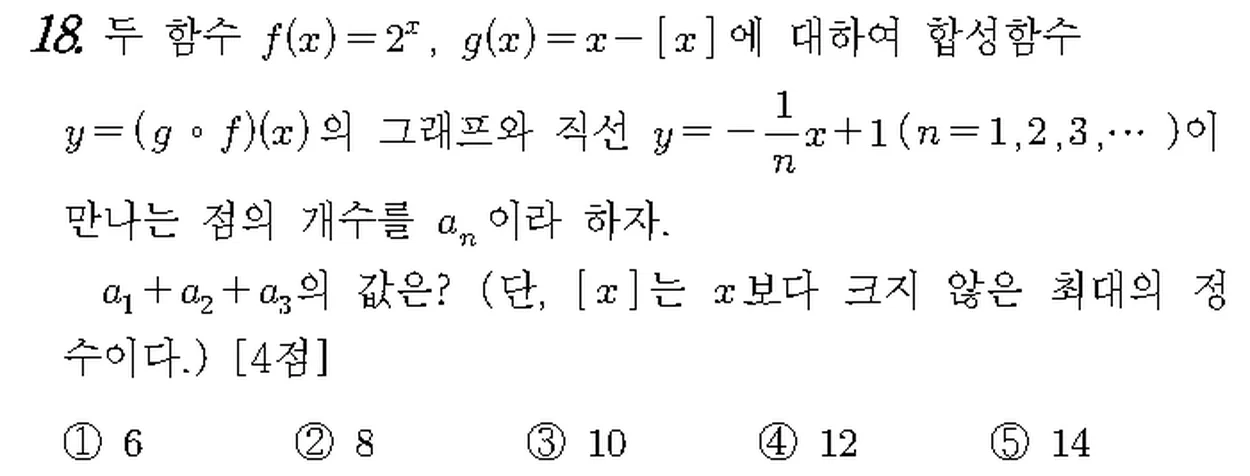 18. 두 함수 f(x)=2^x, g(x)=x-[x]에 대하여 합성함수
y=(g∘f)(x)의 그래프와 직선 y=-\frac{1}{n}x+1(n=1,2,3,⋯ )이
만나는 점의 개수를 a_n이라 하자.
a_1+a_2+a_3의 값은? (단, [x]는 x보다 크지 않은 최대의 정
수이다.) [4점]
① 6 ② 8 ③ 10 ④ 12 ⑤ 14